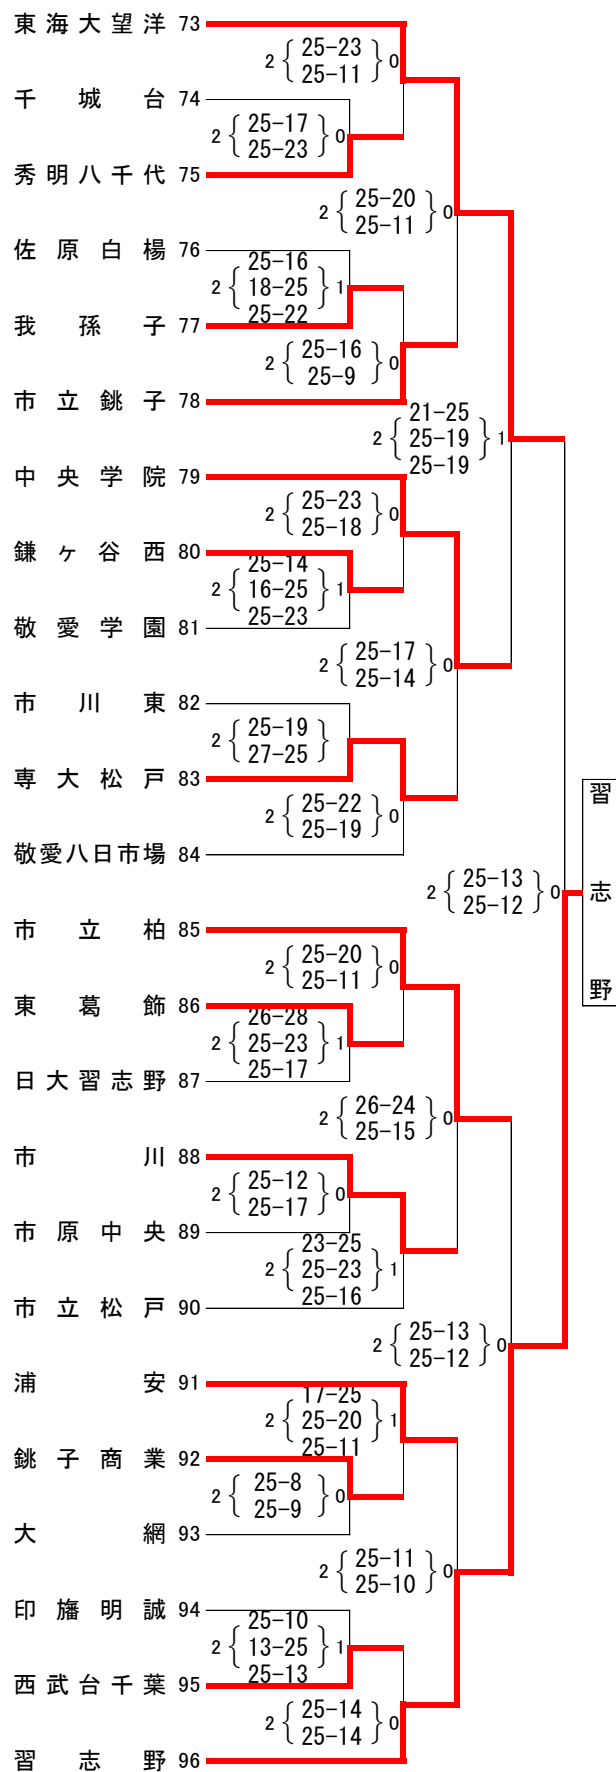 東海大望洋 73
2 25-23 0
25-11
千城台 74
2 25-17 0
25-23
秀明八千代 75
2 25-20 0
25-11
佐原白楊 76
25-16
2 18-25 1
25-22
我孫子 77
2 25-16 0
25-9
市立銚子 78
21-25
2 25-19 1
25-19
中央学院 79
2 25-23 0
25-18
鎌ヶ谷西 80
25-14
2 16-25 1
25-23
敬愛学園 81
2 25-17 0
25-14
市川東 82
2 25-19
27-25
専大松戸 83
2 25-22 0
25-19
敬愛八日市場 84
2 25-13 0
25-12
習志野
市立柏 85
2 25-20 0
25-11
東葛飾 86
26-28
2 25-23 1
25-17
日大習志野 87
2 26-24 0
25-15
市川 88
2 25-12 0
25-17
市原中央 89
23-25
2 25-23 1
25-16
市立松戸 90
2 25-13 0
25-12
浦安 91
17-25
2 25-20 1
25-11
銚子商業 92
2 25-8 0
25-9
大網 93
2 25-11 0
25-10
印旛明誠 94
25-10
2 13-25 1
25-13
西武台千葉 95
2 25-14 0
25-14
習志野 96